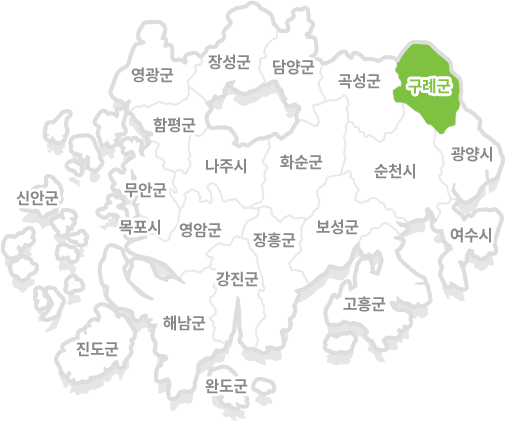 장성군
담양군
영광군
곡성군
구례군
함평군
광양시
나주시
화순군
순천시
무안군
신안군
목포시
영암군
장흥군
보성군
여수시
강진군
고흥군
해남군
진도군
완도군